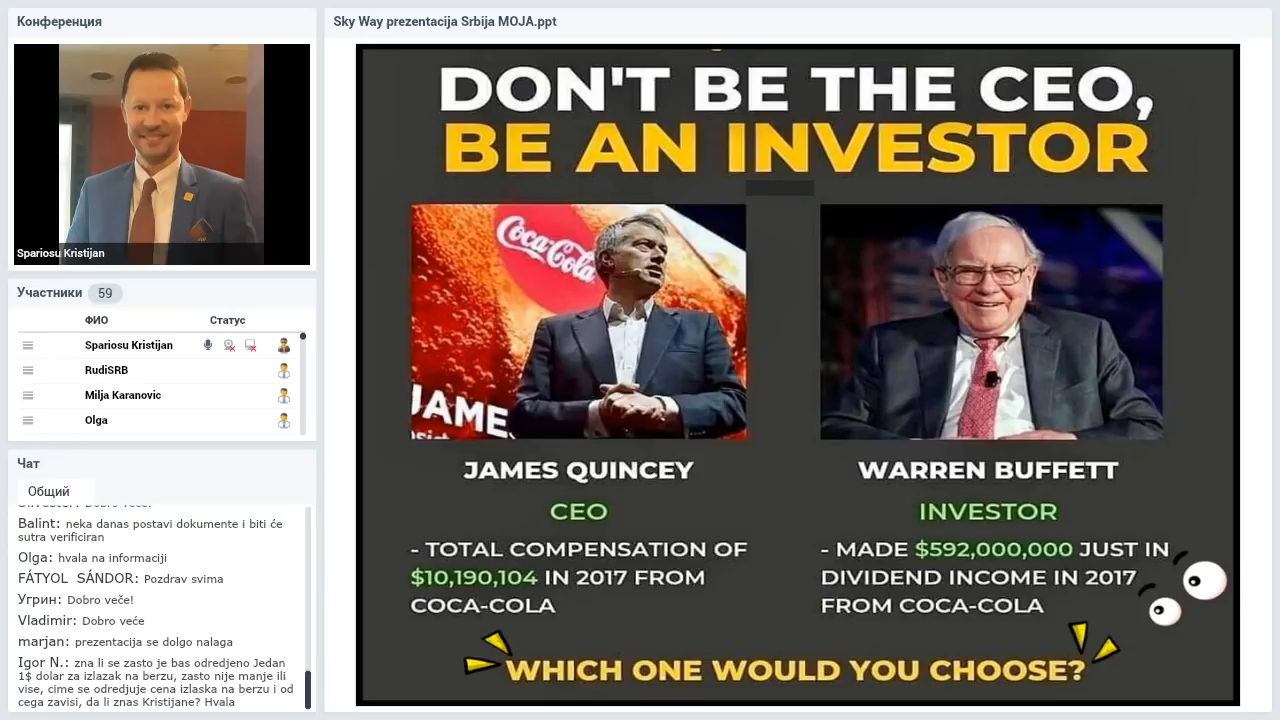 Конференция
Spariosu Kristijan
Участники 59
ФИО Статус
Spariosu Kristijan
RudiSRB
Milja Karanovic
Olga
Чат
Общий
Balint: neka danas postavi dokumente i biti će
sutra verificiran
Olga: hvala na informaciji
FÁTYOL SÁNDOR: Pozdrav svima
Угрин: Dobro veče!
Vladimir: Dobro veće
marjan: prezentacija se dolgo nalaga
Igor N.: zna li se zasto je bas odredjeno Jedan
1$ dolar za izlazak na berzu, zasto nije manje ili
vise, cime se odredjuje cena izlaska na berzu i od
cega zavisi, da li znas Kristijane? Hvala
Sky Way prezentacija Srbija MOJA.ppt
DON'T BE THE CEO,
BE AN INVESTOR
Coca-Cola
JAME
JAMES QUINCEY
CEO
- TOTAL COMPENSATION OF
$10,190,104 IN 2017 FROM
COCA-COLA
WARREN BUFFETT
INVESTOR
- MADE $592,000,000 JUST IN
DIVIDEND INCOME IN 2017
FROM COCA-COLA
WHICH ONE WOULD YOU CHOOSE?